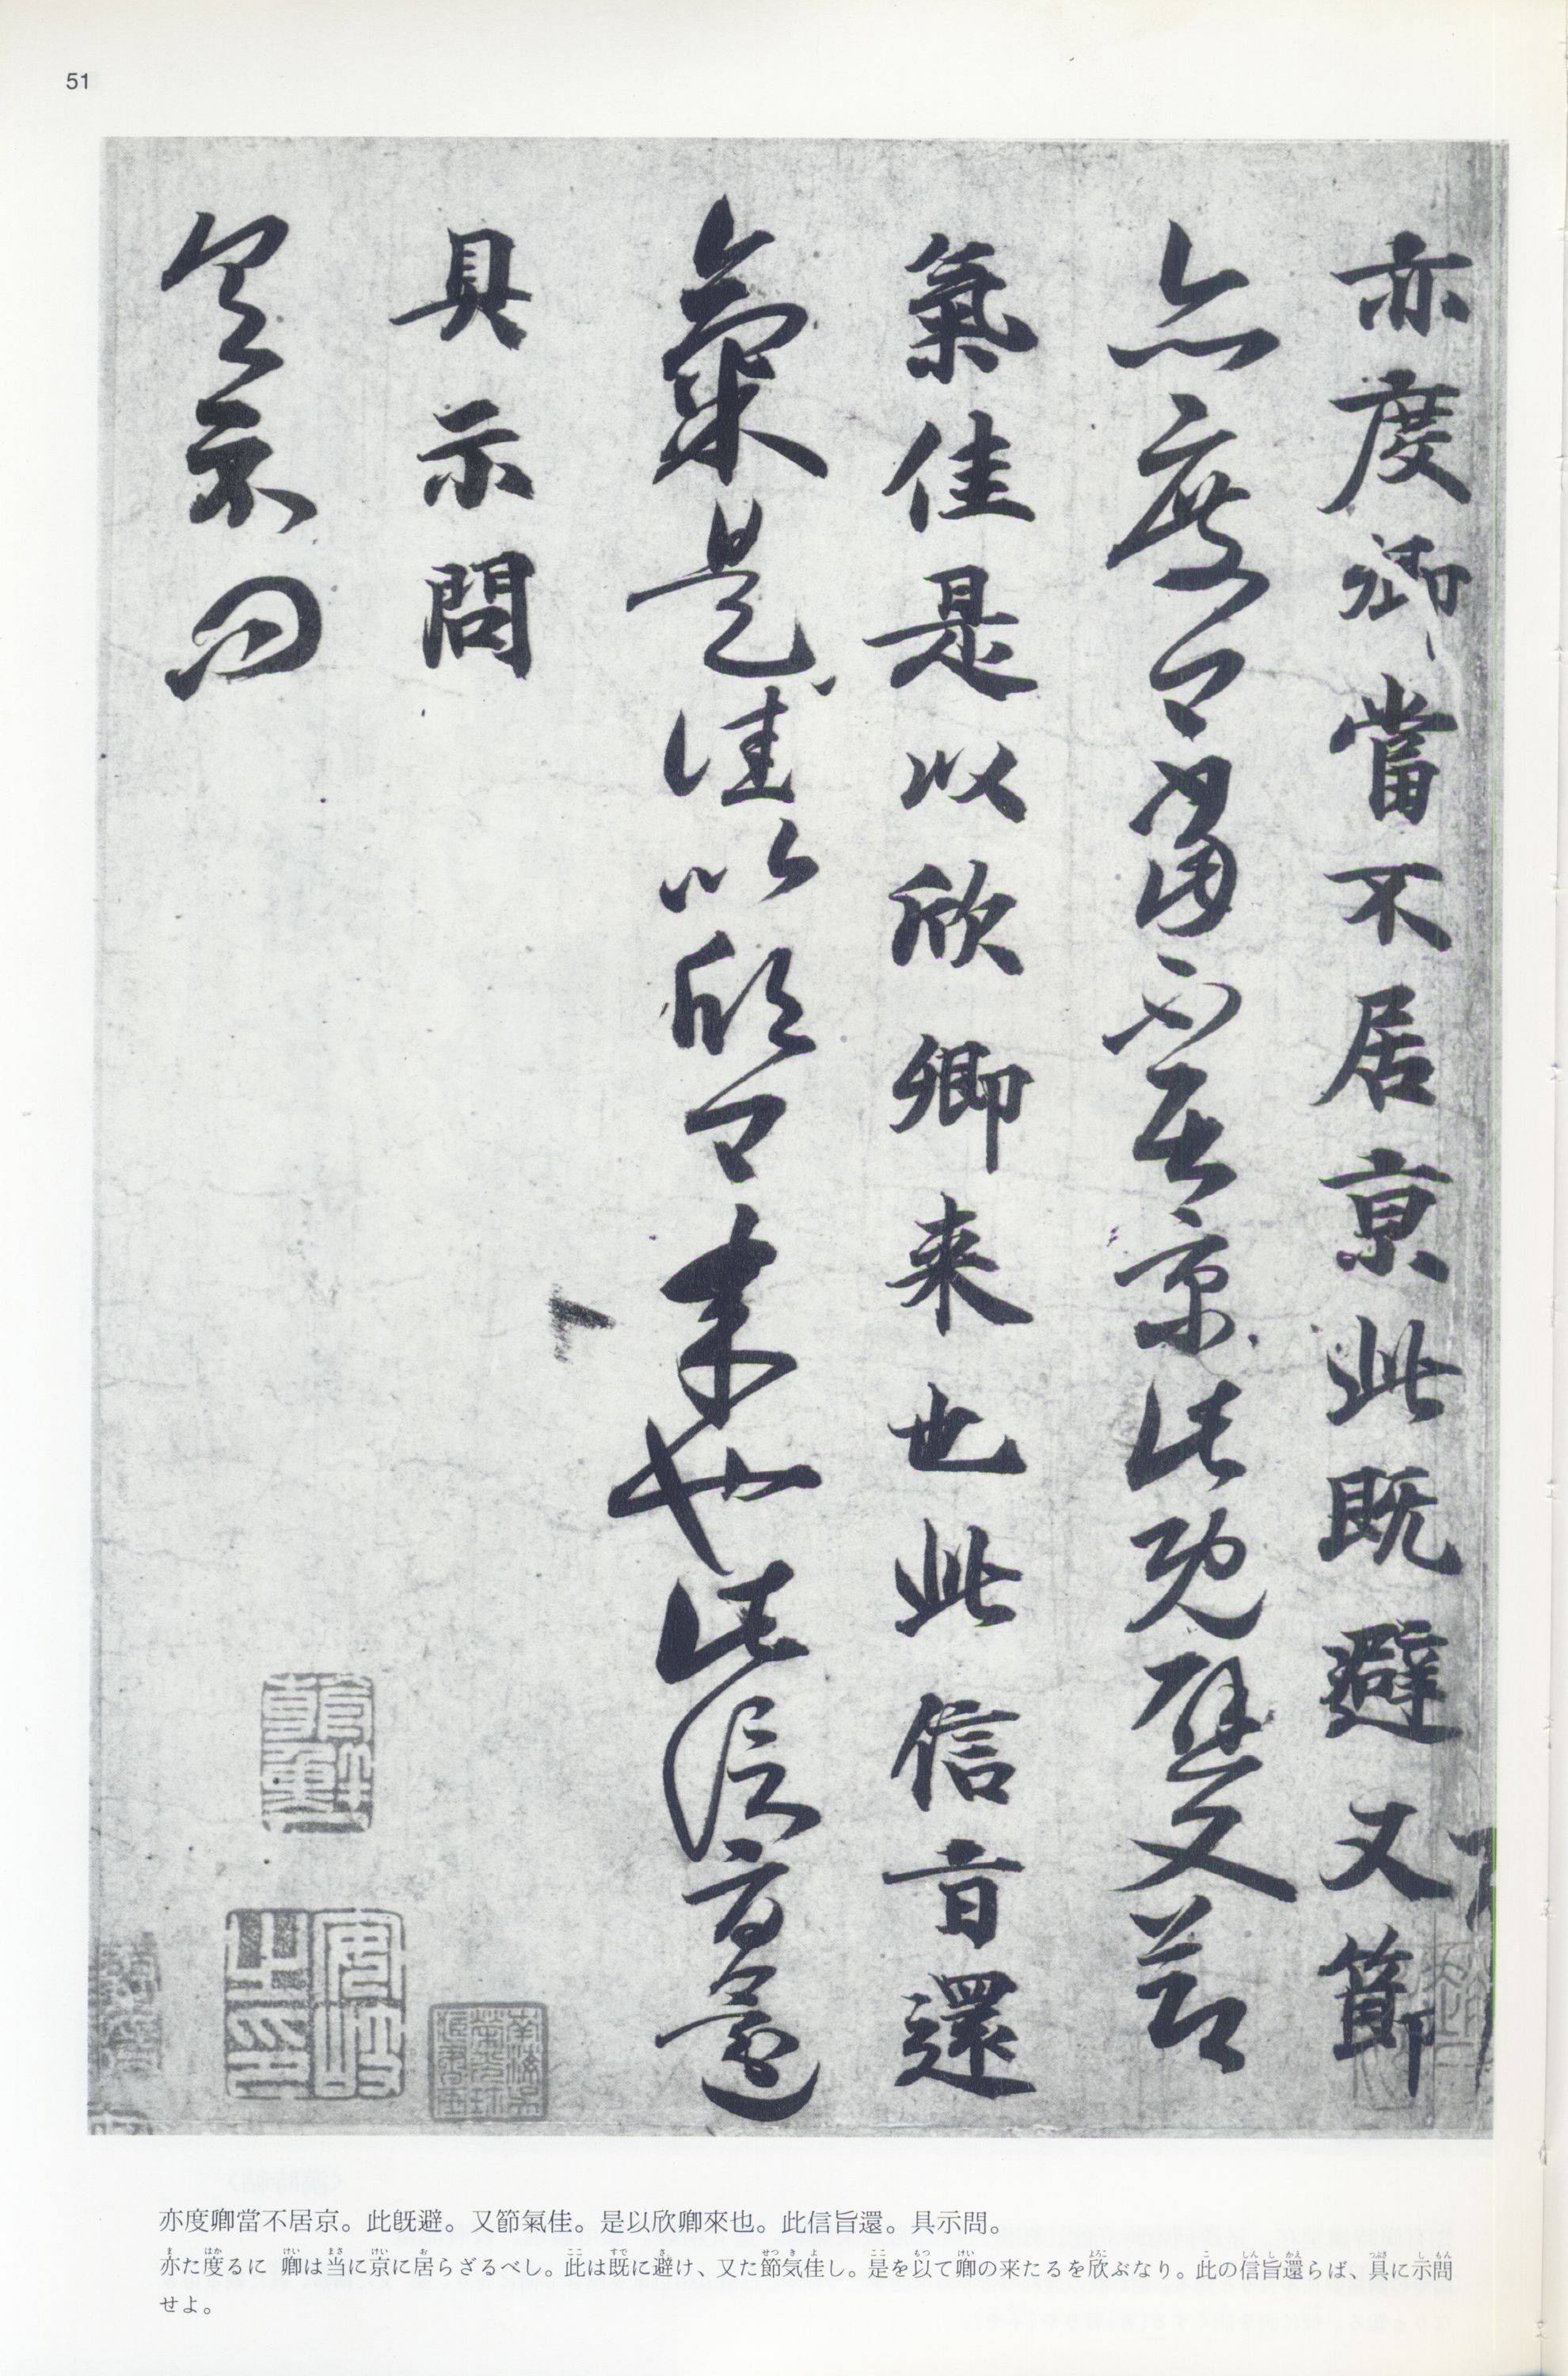 51
亦度卿當不居京此既避又節
亦度卿當不居京此既避又節
氣佳是以欣卿来也此信旨還
氣是佳以欣卿来也此信旨還
具示問
具示問
亦度卿當不居京。此既避。又節氣佳。是以欣卿來也。此信旨還。具示問。
亦た度るに 卿は当に京に居らざるべし。此は既に避け、又た節気佳し。是を以て卿の来たるを欣ぶなり。此の信旨還らば、具に示問
せよ。